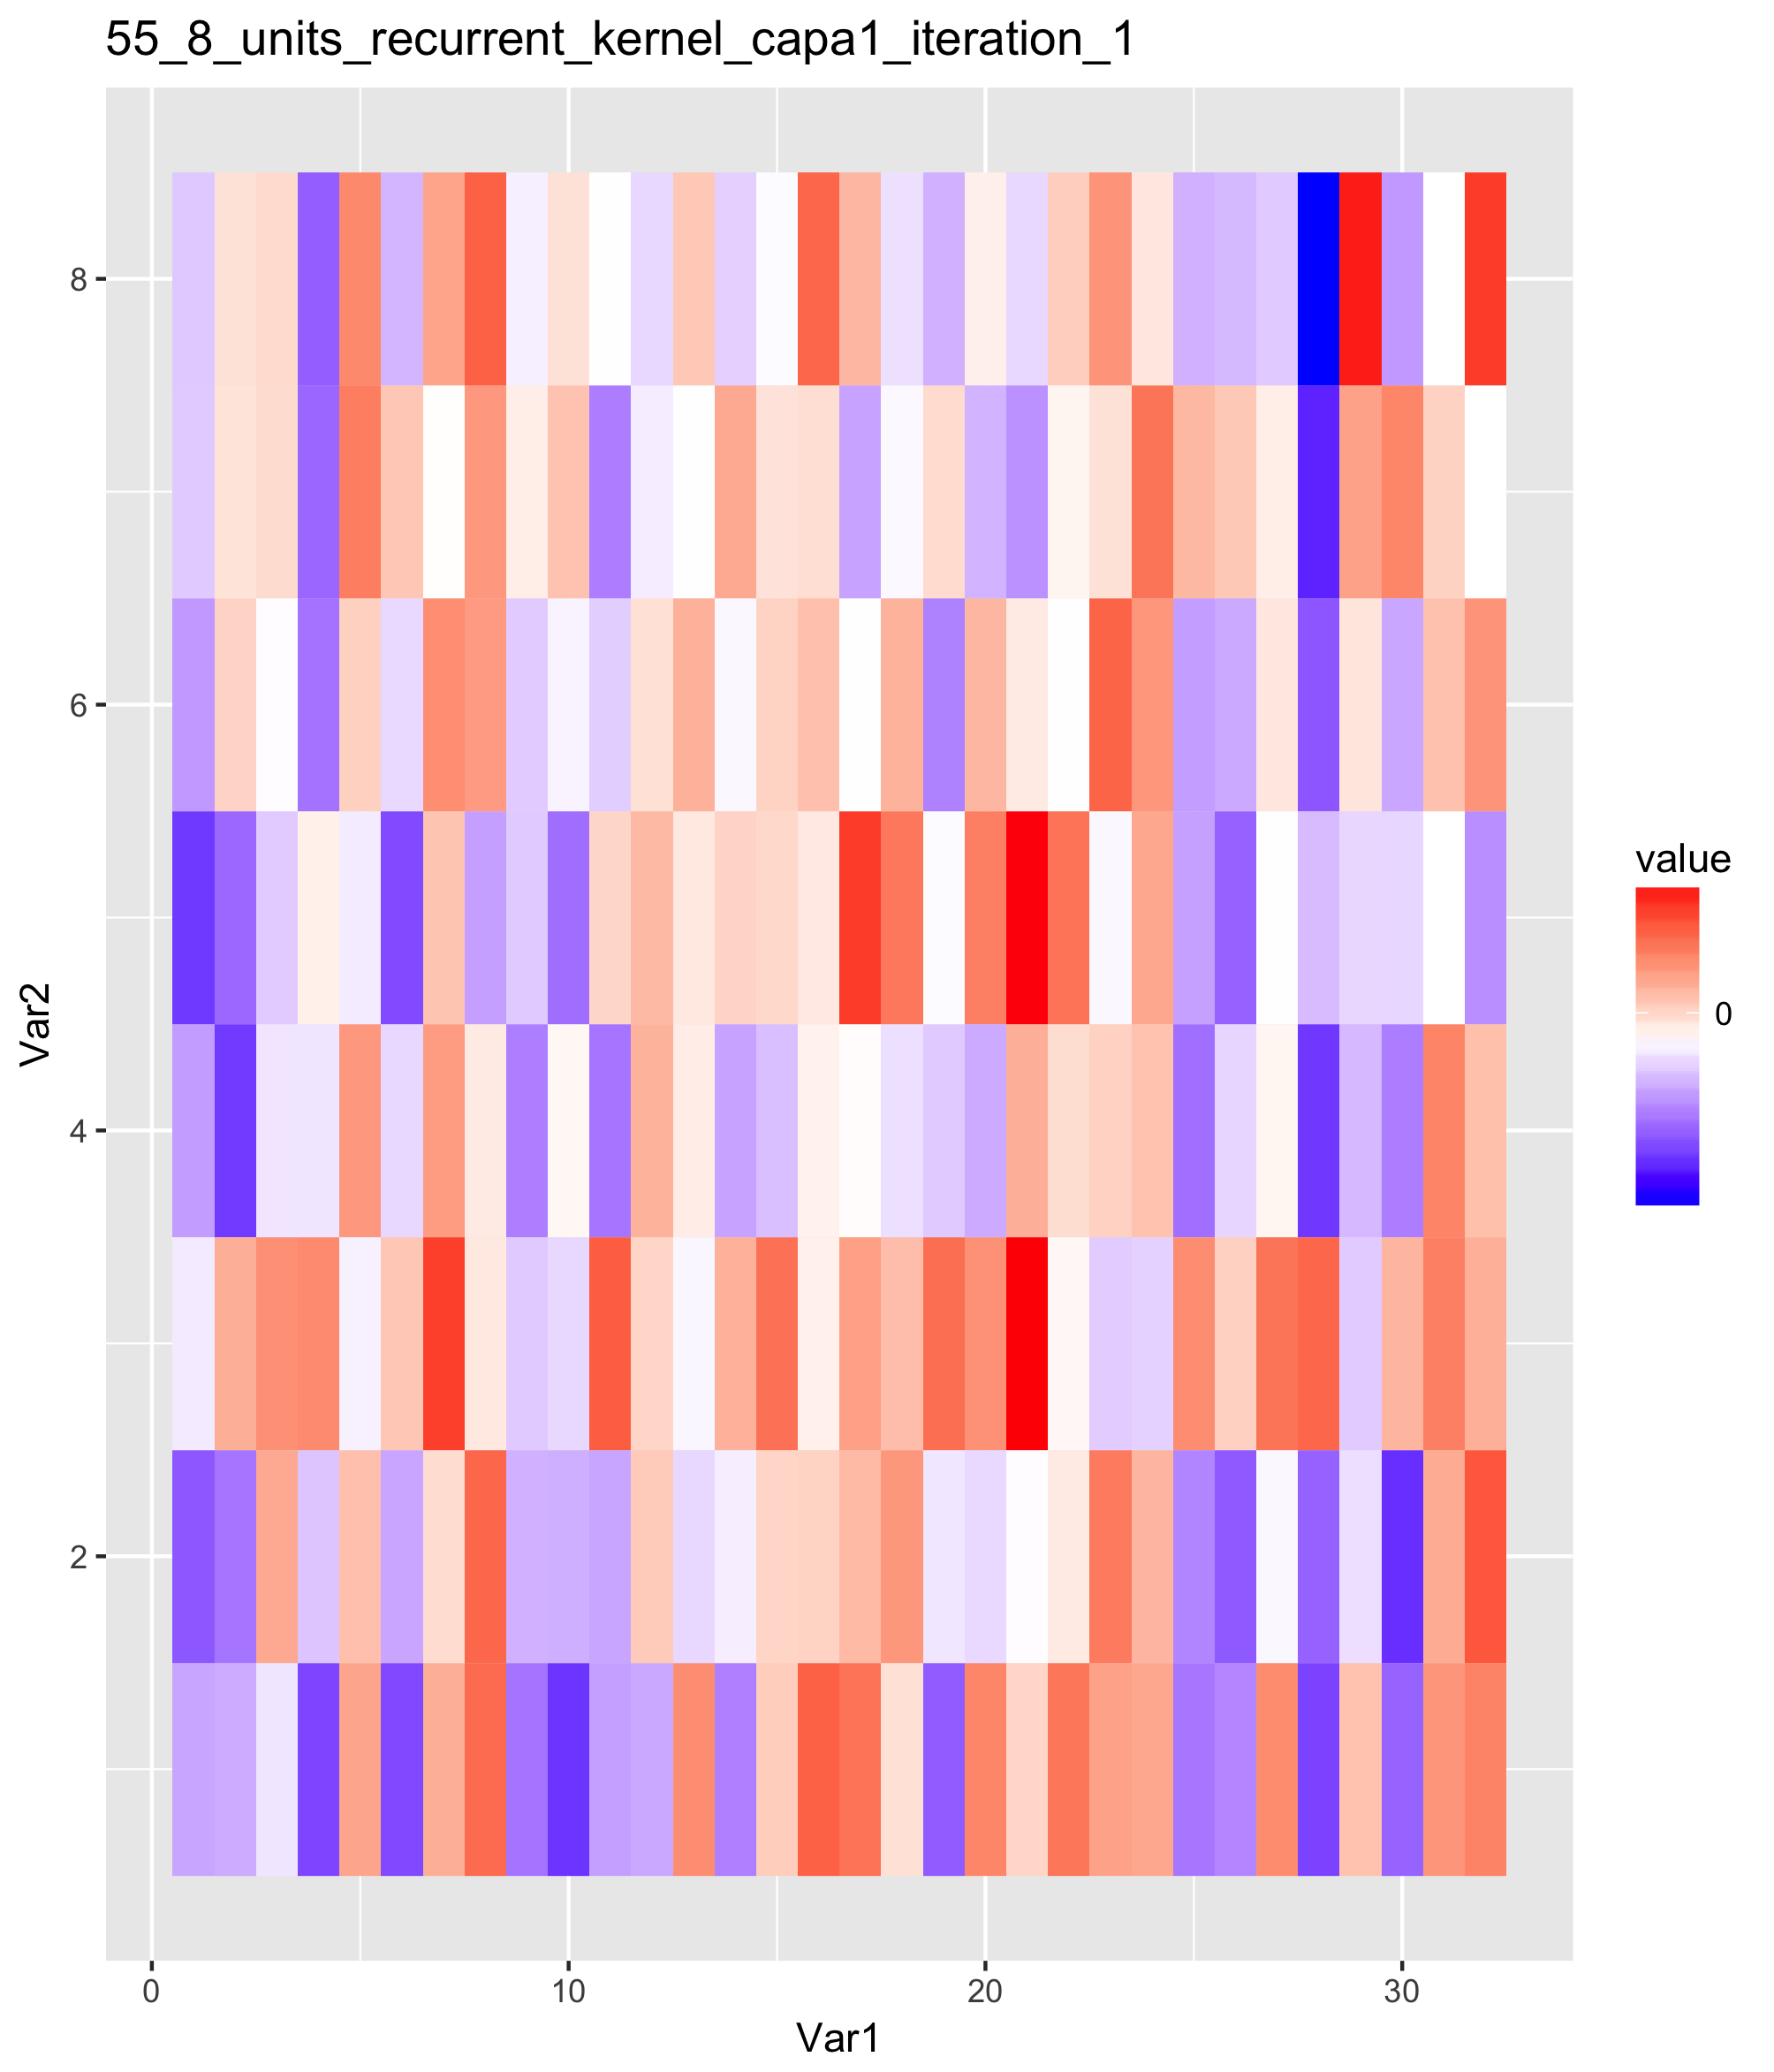 55_8_units_recurrent_kernel_capa1_iteration_1
8
6
4
2
Var2
0
10
20
30
Var1
value
0